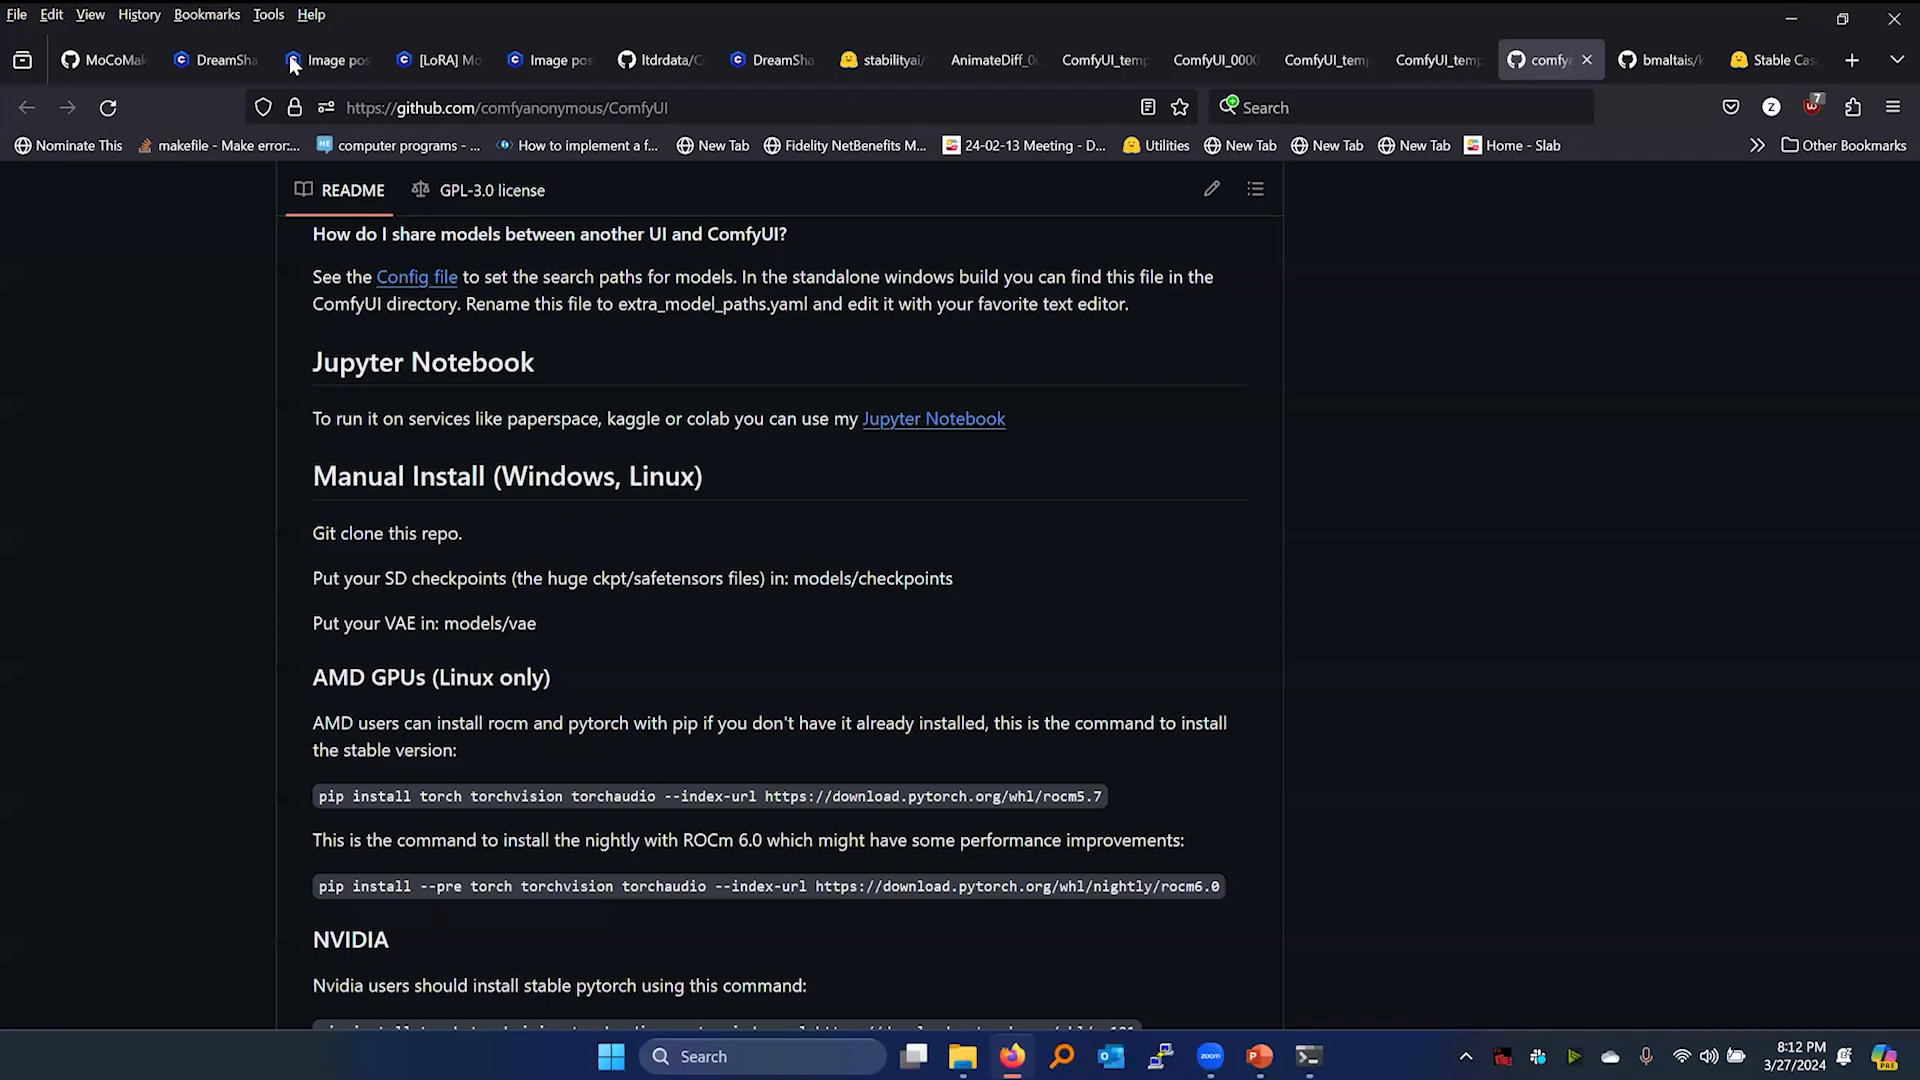 File Edit View History Bookmarks Tools Help
MoCoMak DreamSha Image pos [LoRA] Mo Image pos ltdrdata/C DreamSha stabilityai/ AnimateDiff_0 ComfyUI_temp ComfyUI_0000 ComfyUI_temp ComfyUI_temp comfya bmaltais/k Stable Cas
https://github.com/comfyanonymous/ComfyUI Search Z 7
Nominate This makefile - Make error:... ME computer programs - ... How to implement a f... New Tab Fidelity NetBenefits M... 24-02-13 Meeting - D... Utilities New Tab New Tab New Tab Home - Slab Other Bookmarks
README GPL-3.0 license
How do I share models between another UI and ComfyUI?
See the Config file to set the search paths for models. In the standalone windows build you can find this file in the
ComfyUI directory. Rename this file to extra_model_paths.yaml and edit it with your favorite text editor.
Jupyter Notebook
To run it on services like paperspace, kaggle or colab you can use my Jupyter Notebook
Manual Install (Windows, Linux)
Git clone this repo.
Put your SD checkpoints (the huge ckpt/safetensors files) in: models/checkpoints
Put your VAE in: models/vae
AMD GPUs (Linux only)
AMD users can install rocm and pytorch with pip if you don't have it already installed, this is the command to install
the stable version:
pip install torch torchvision torchaudio --index-url https://download.pytorch.org/whl/rocm5.7
This is the command to install the nightly with ROCm 6.0 which might have some performance improvements:
pip install --pre torch torchvision torchaudio --index-url https://download.pytorch.org/whl/nightly/rocm6.0
NVIDIA
Nvidia users should install stable pytorch using this command:
Search zoom 8:12 PM
3/27/2024 PRE